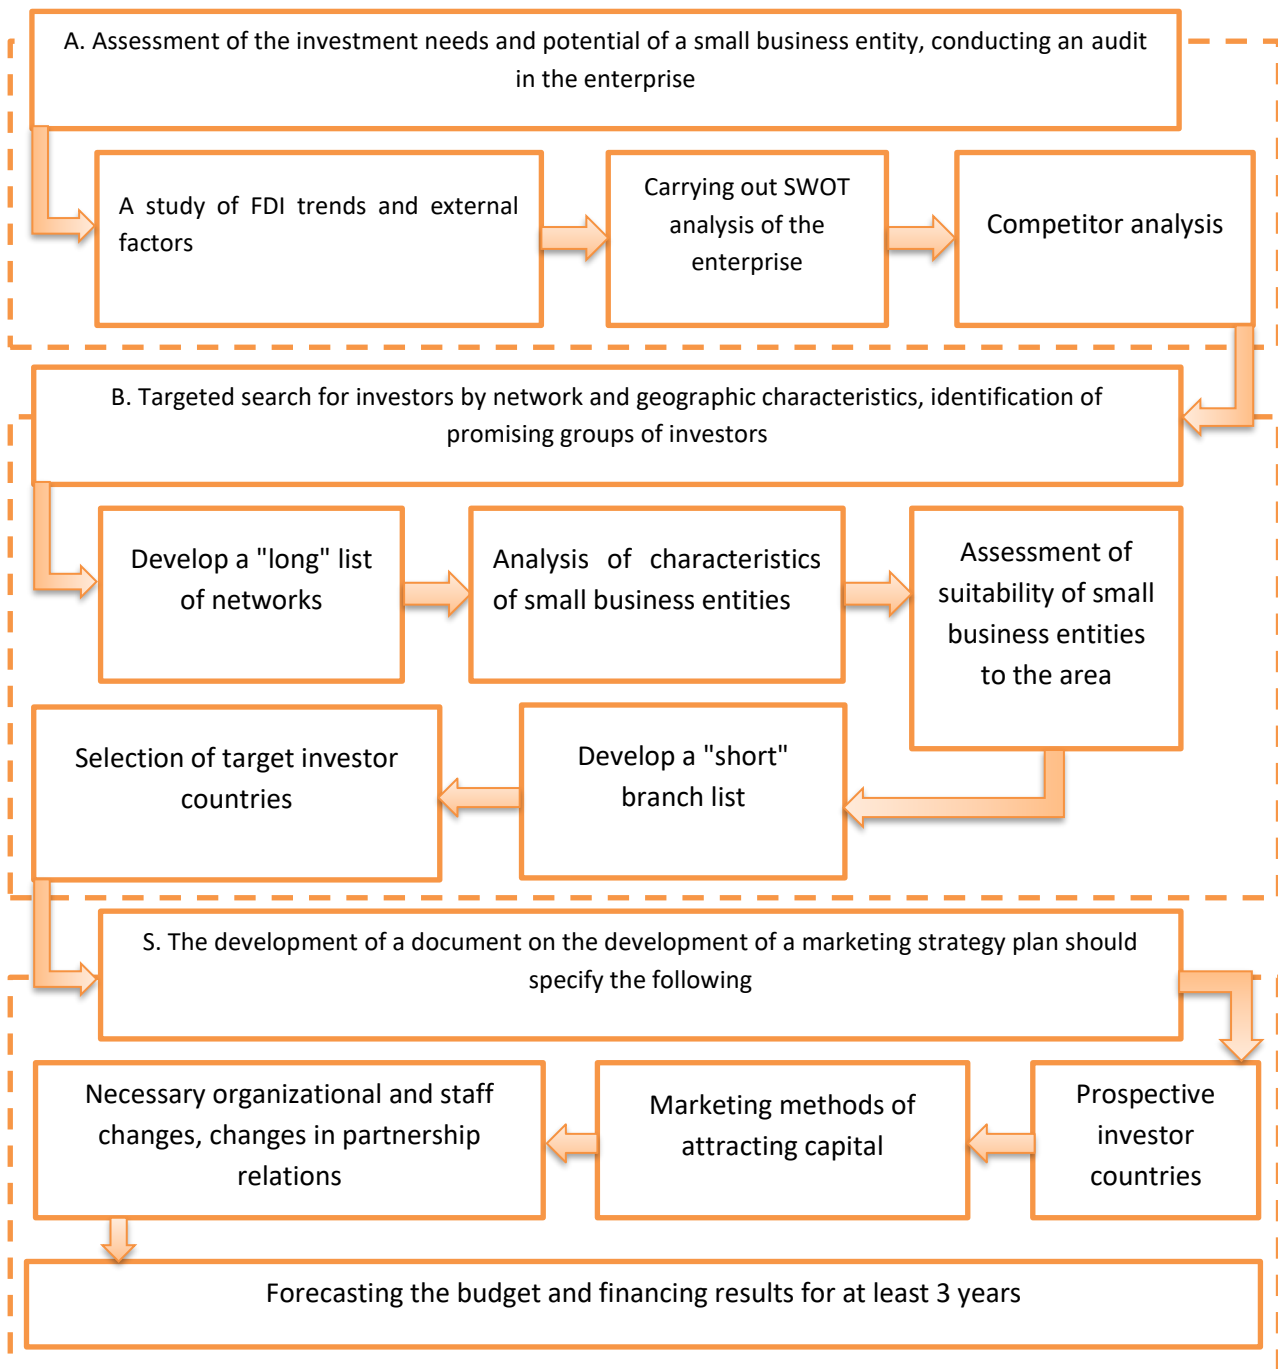 A. Assessment of the investment needs and potential of a small business entity, conducting an audit
in the enterprise
A study of FDI trends and external
factors
Carrying out SWOT
analysis of the
enterprise
Competitor analysis
B. Targeted search for investors by network and geographic characteristics, identification of
promising groups of investors
Develop a "long" list
of networks
Analysis of characteristics
of small business entities
Assessment of
suitability of small
business entities
to the area
Develop a "short"
branch list
Selection of target investor
countries
S. The development of a document on the development of a marketing strategy plan should
specify the following
Prospective
investor
countries
Marketing methods of
attracting capital
Necessary organizational and staff
changes, changes in partnership
relations
Forecasting the budget and financing results for at least 3 years